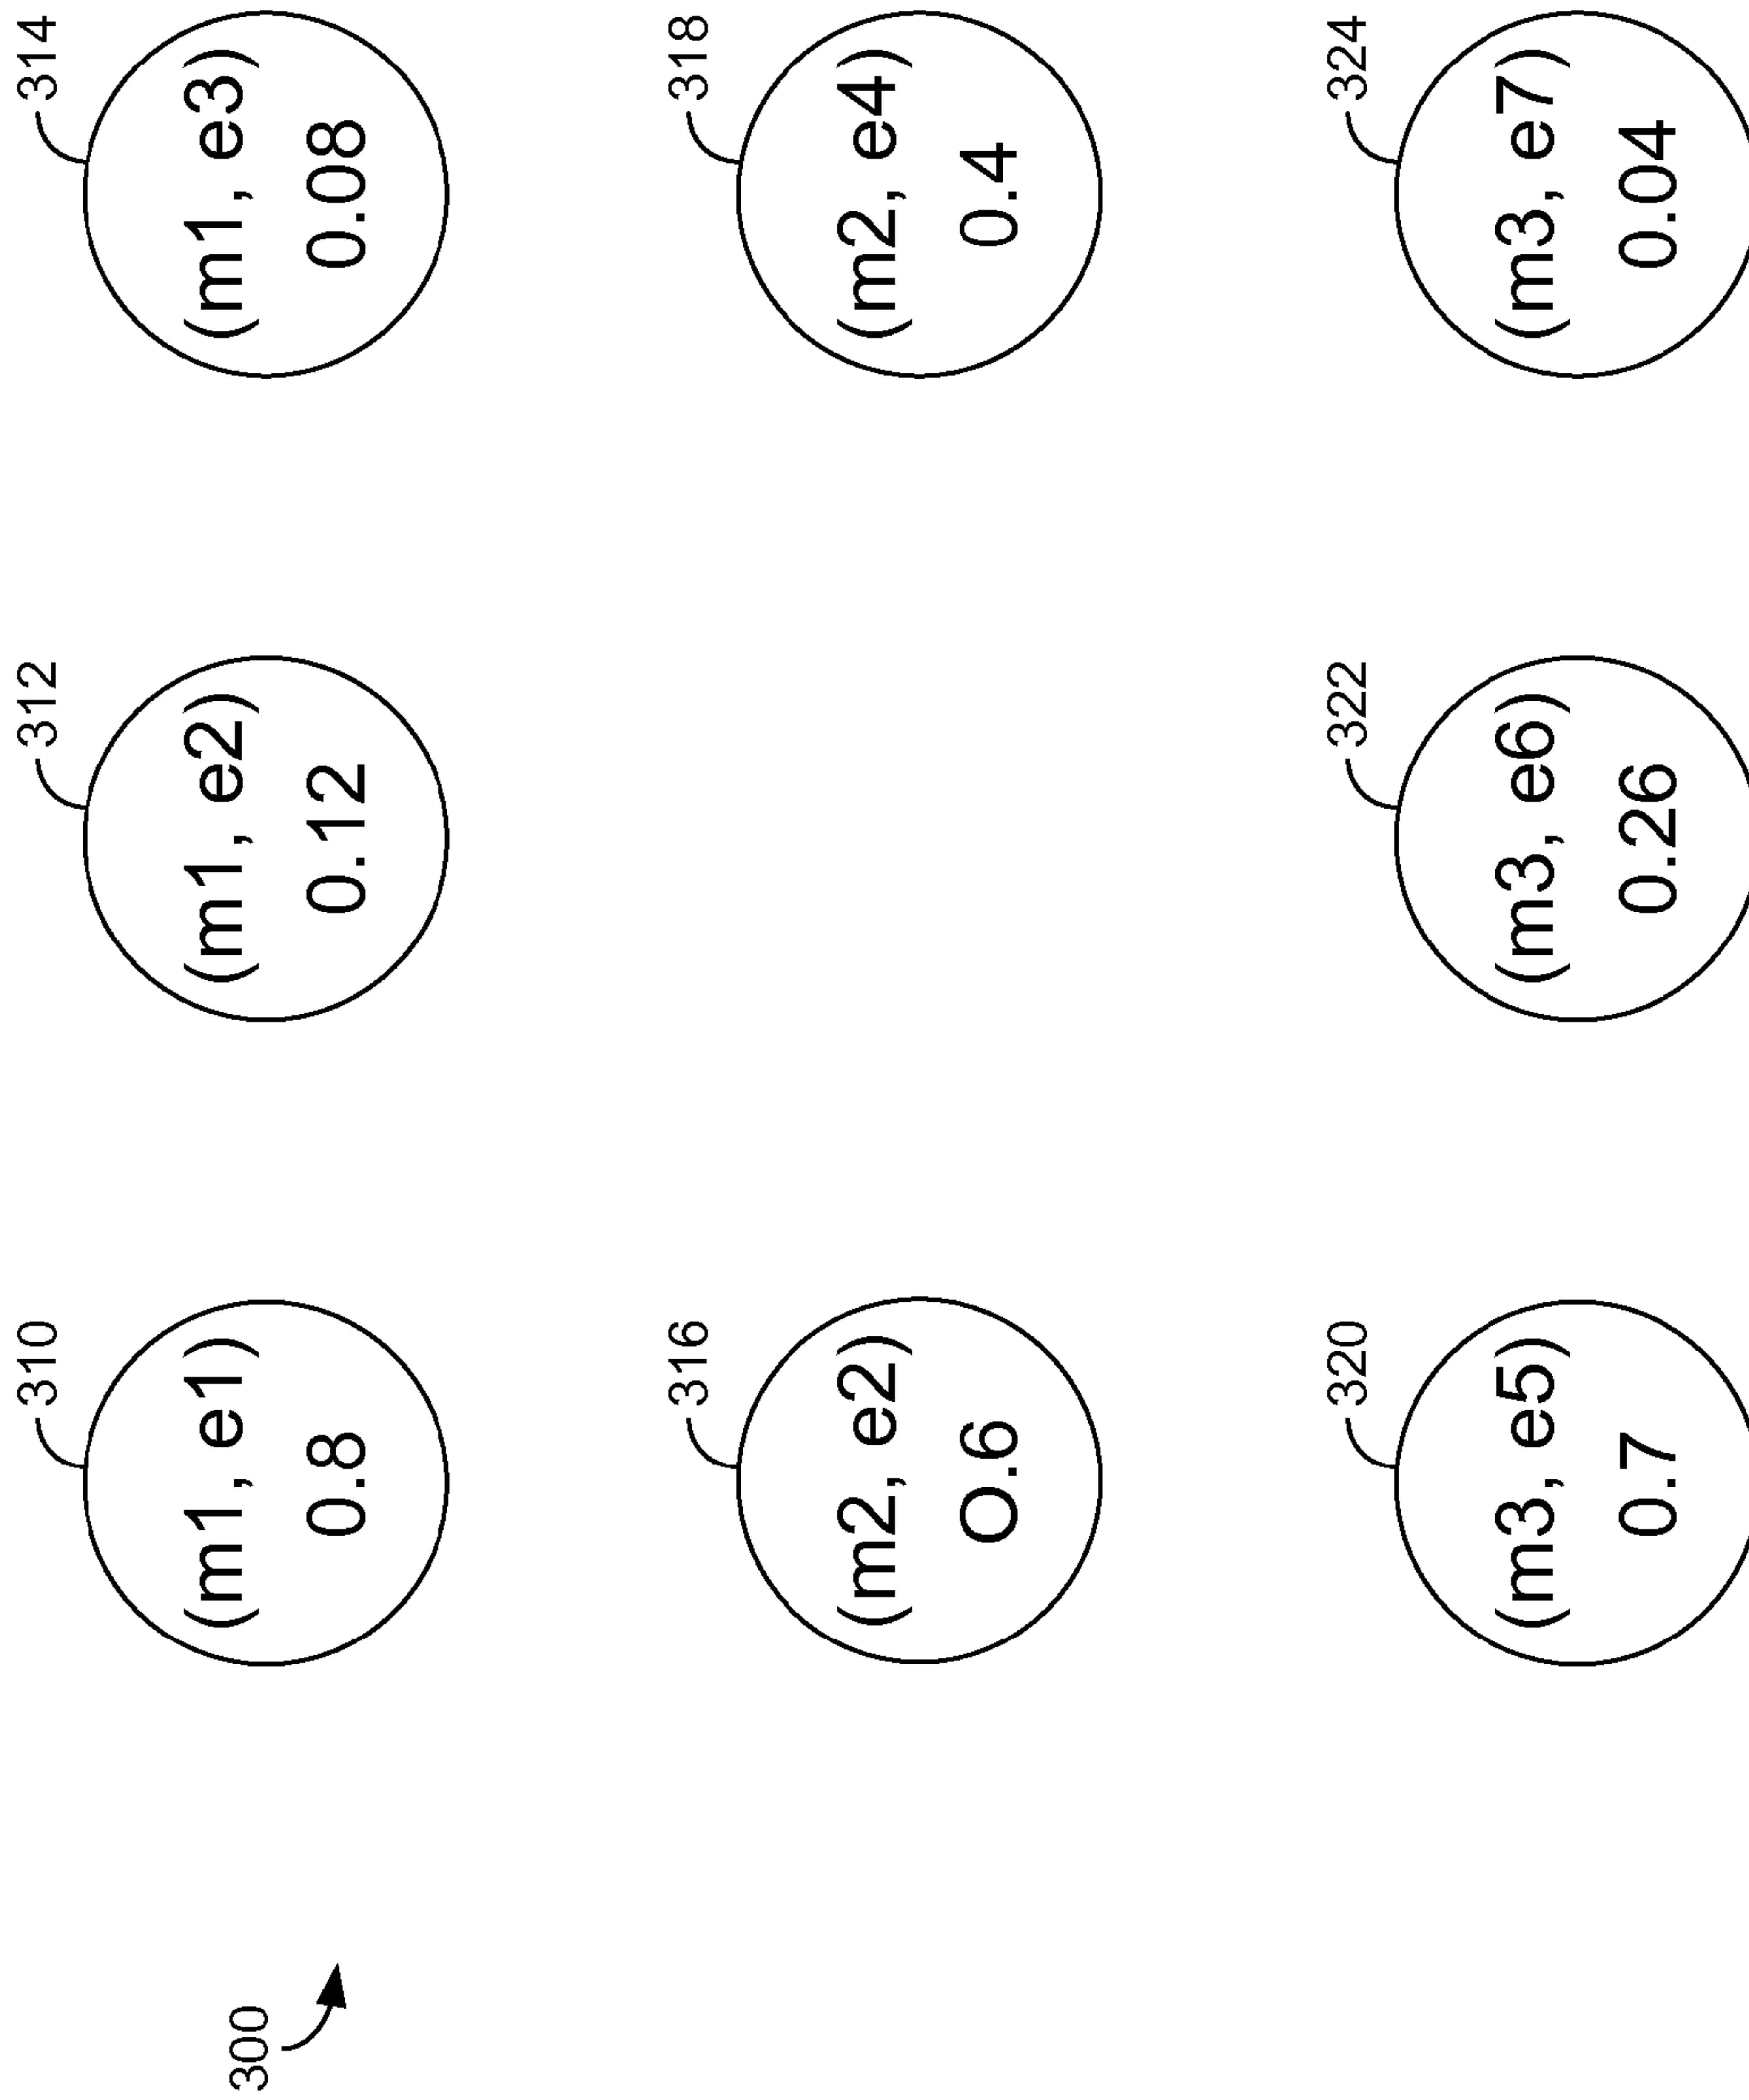 300
310
(m1, e1)
0.8
312
(m1, e2)
0.12
314
(m1, e3)
0.08
316
(m2, e2)
O.6
318
(m2, e4)
0.4
320
(m3, e5)
0.7
322
(m3, e6)
0.26
324
(m3, e7)
0.04